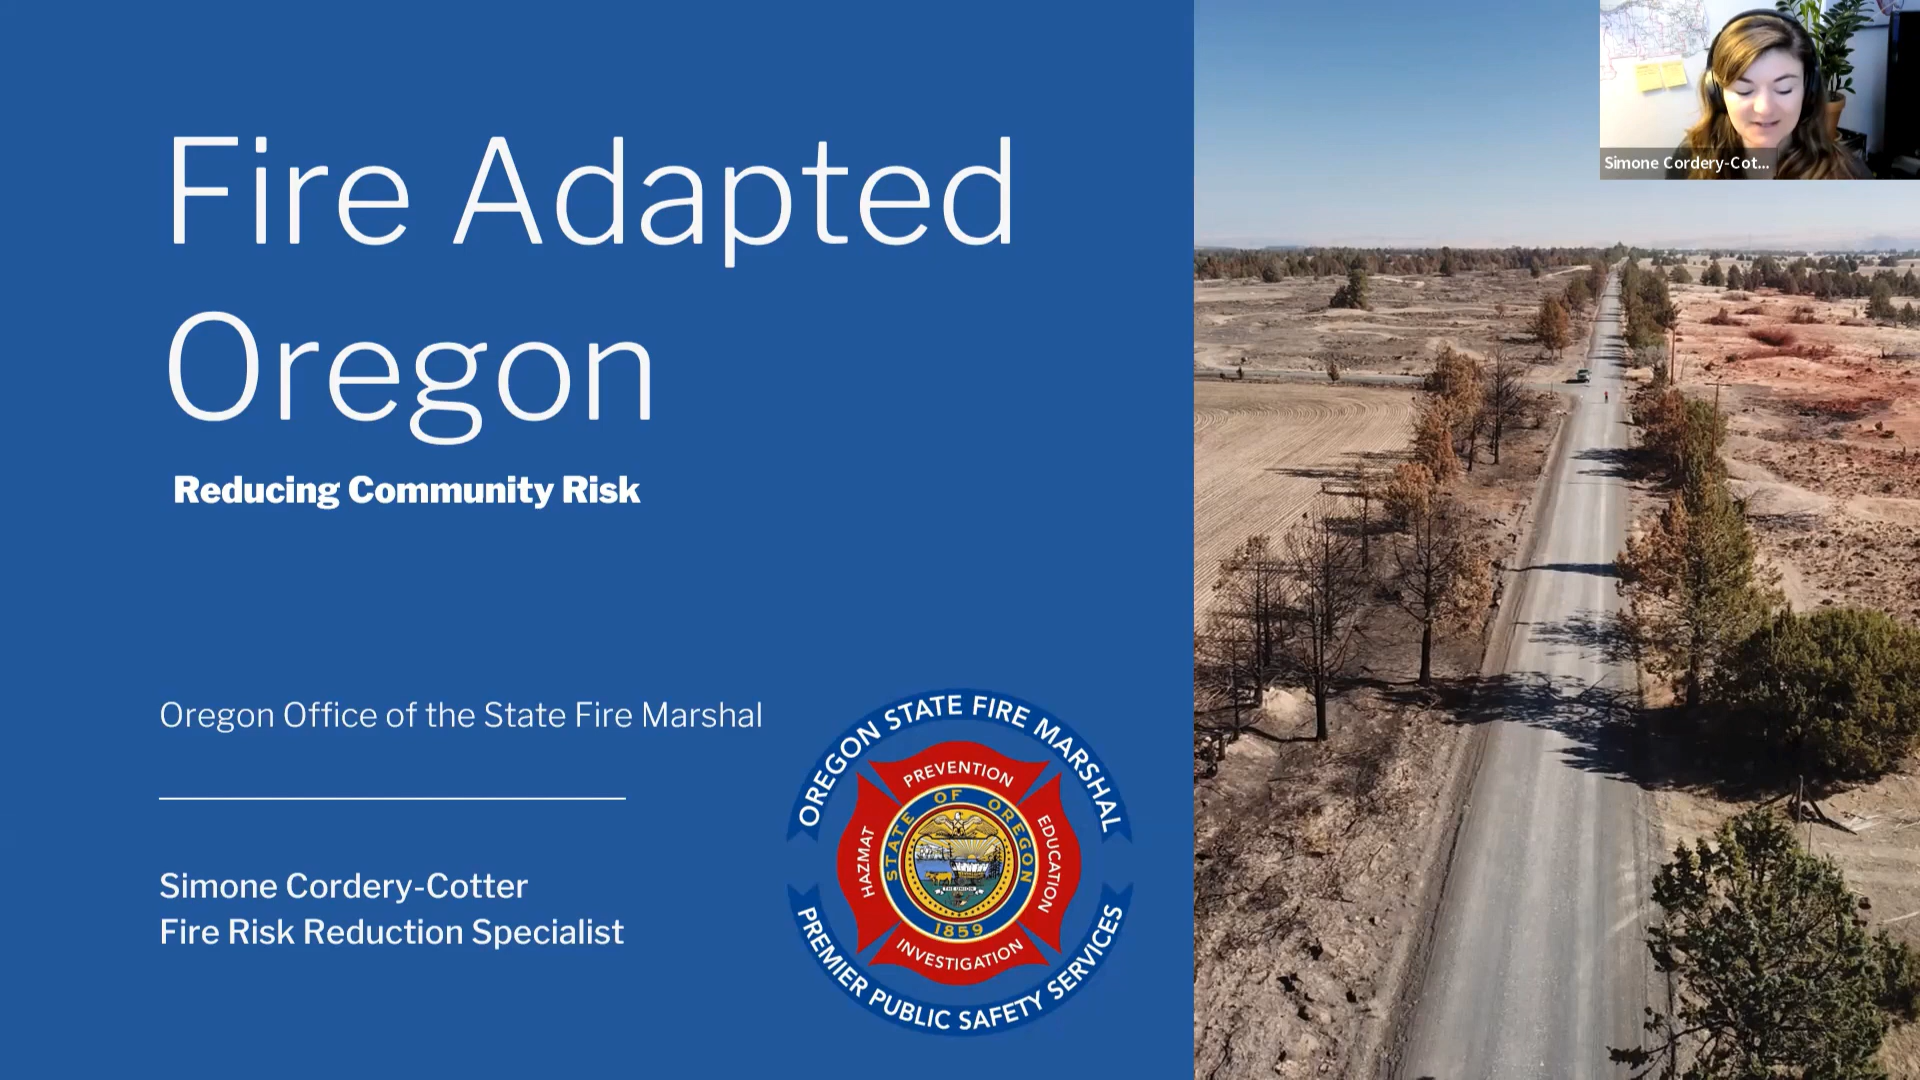 Fire Adapted
Oregon
Reducing Community Risk
Oregon Office of the State Fire Marshal
Simone Cordery-Cotter
Fire Risk Reduction Specialist
OREGON STATE FIRE MARSHAL
PREVENTION
HAZMAT
EDUCATION
INVESTIGATION
STATE OF OREGON
THE UNION
1859
PREMIER PUBLIC SAFETY SERVICES
Simone Cordery-Cot...